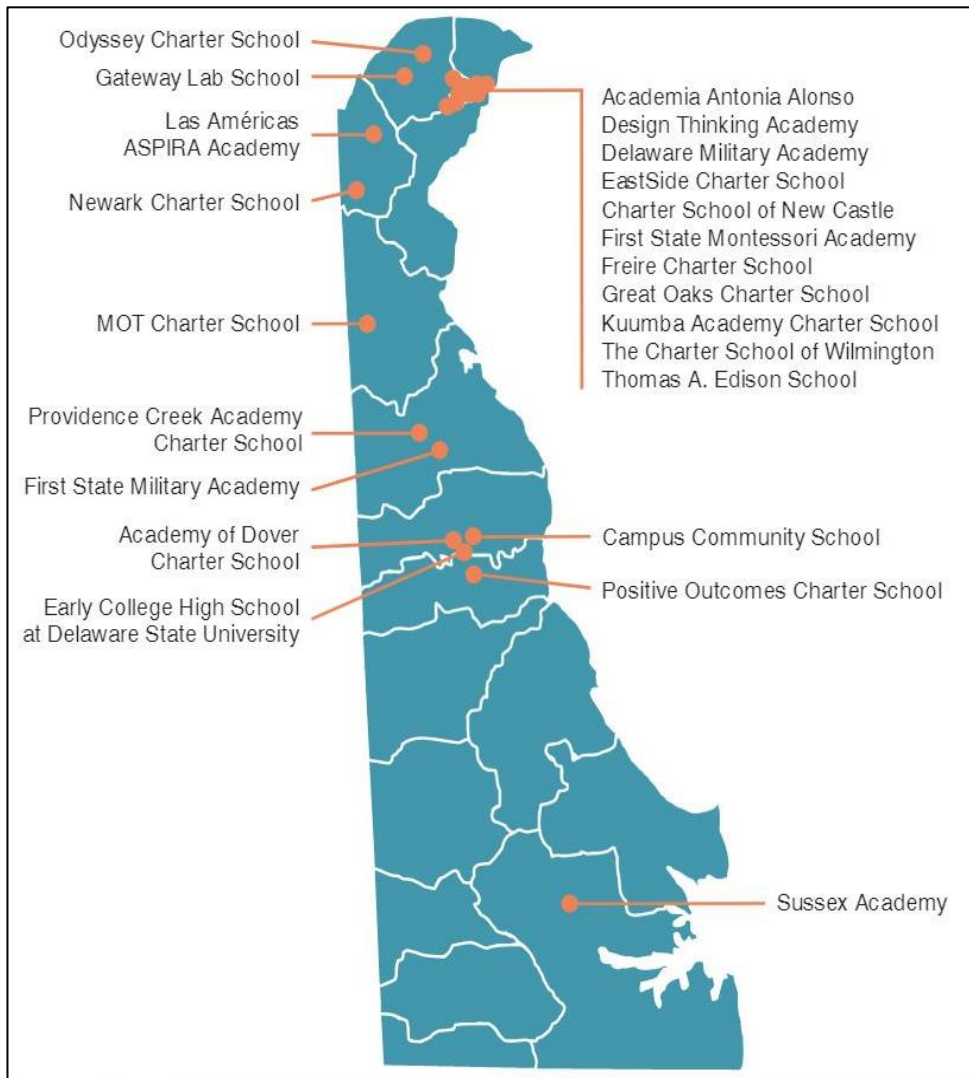 Odyssey Charter School
Gateway Lab School
Las Américas
ASPIRA Academy
Newark Charter School
MOT Charter School
Providence Creek Academy
Charter School
First State Military Academy
Academy of Dover
Charter School
Early College High School
at Delaware State University
Academia Antonia Alonso
Design Thinking Academy
Delaware Military Academy
EastSide Charter School
Charter School of New Castle
First State Montessori Academy
Freire Charter School
Great Oaks Charter School
Kuumba Academy Charter School
The Charter School of Wilmington
Thomas A. Edison School
Campus Community School
Positive Outcomes Charter School
Sussex Academy